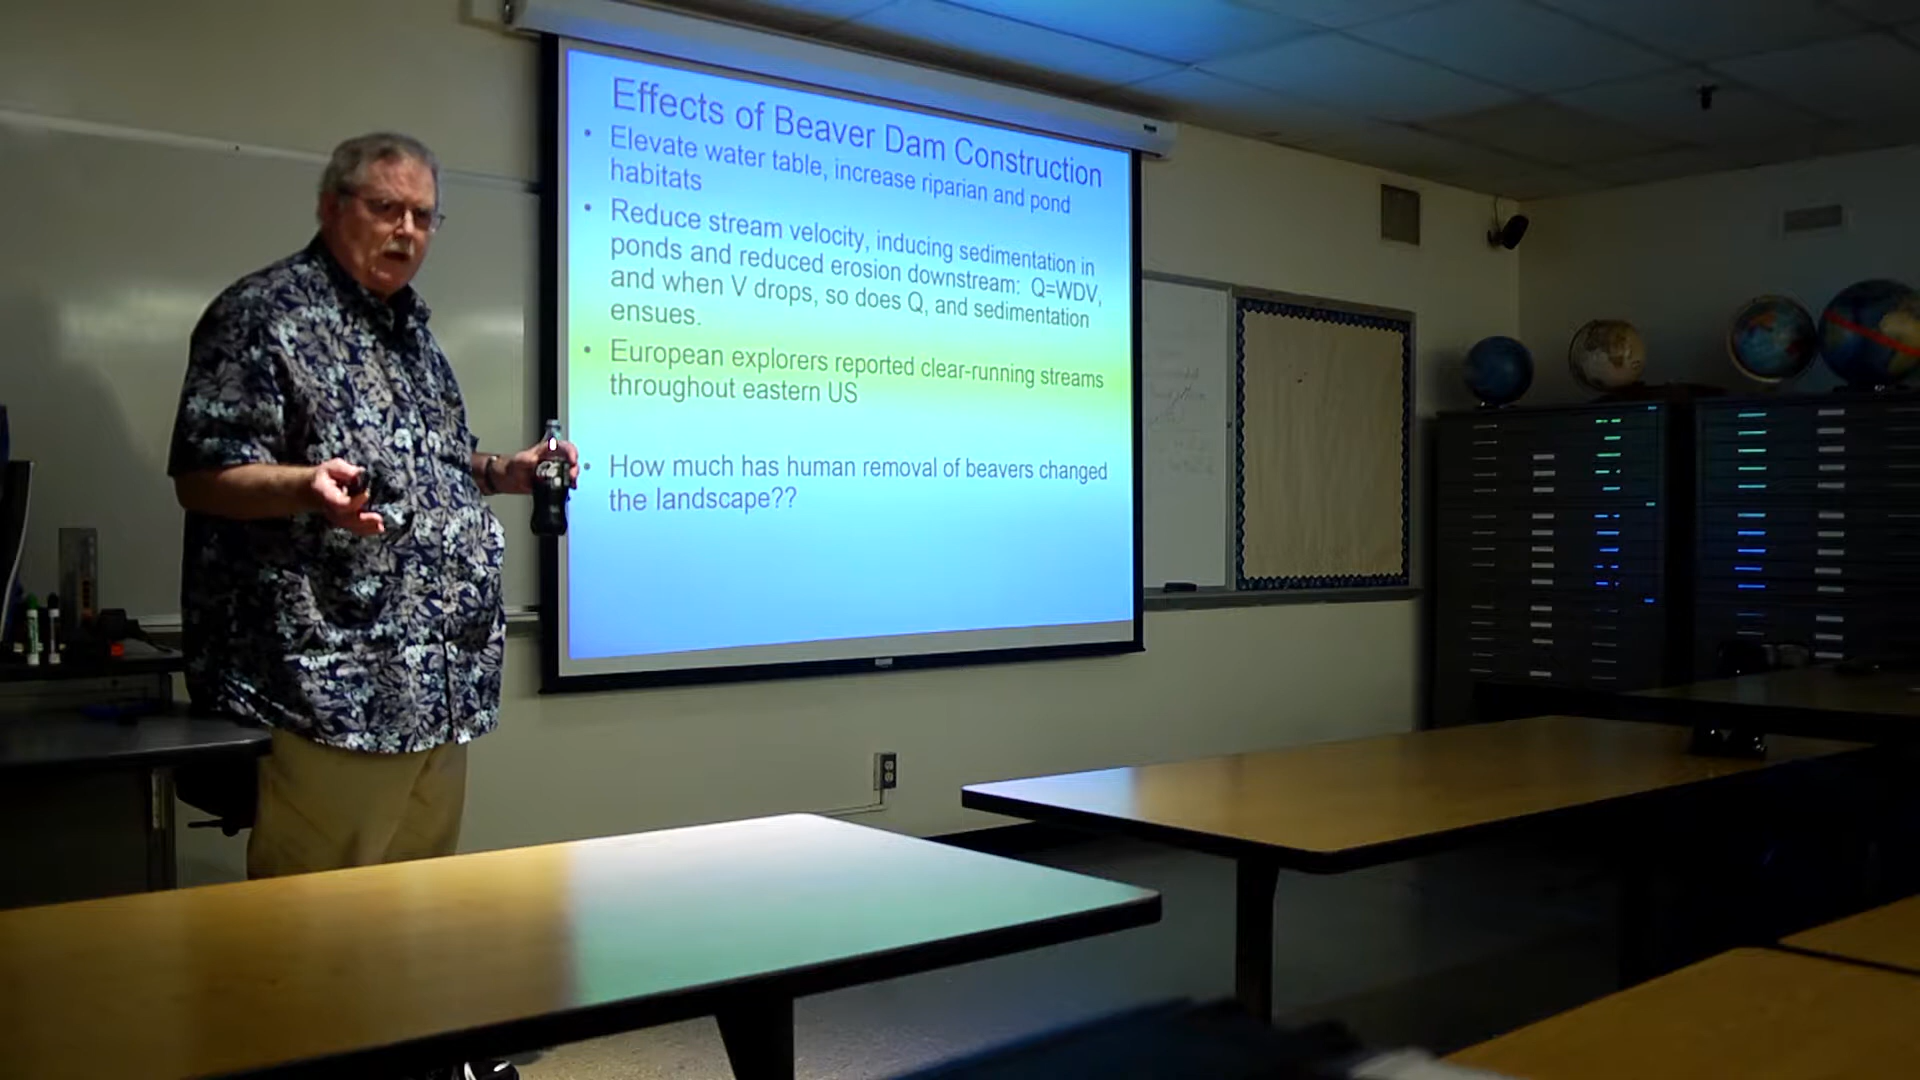 Effects of Beaver Dam Construction
• Elevate water table, increase riparian and pond
habitats
• Reduce stream velocity, inducing sedimentation in
ponds and reduced erosion downstream: Q=WDV,
and when V drops, so does Q, and sedimentation
ensues.
• European explorers reported clear-running streams
throughout eastern US
• How much has human removal of beavers changed
the landscape??